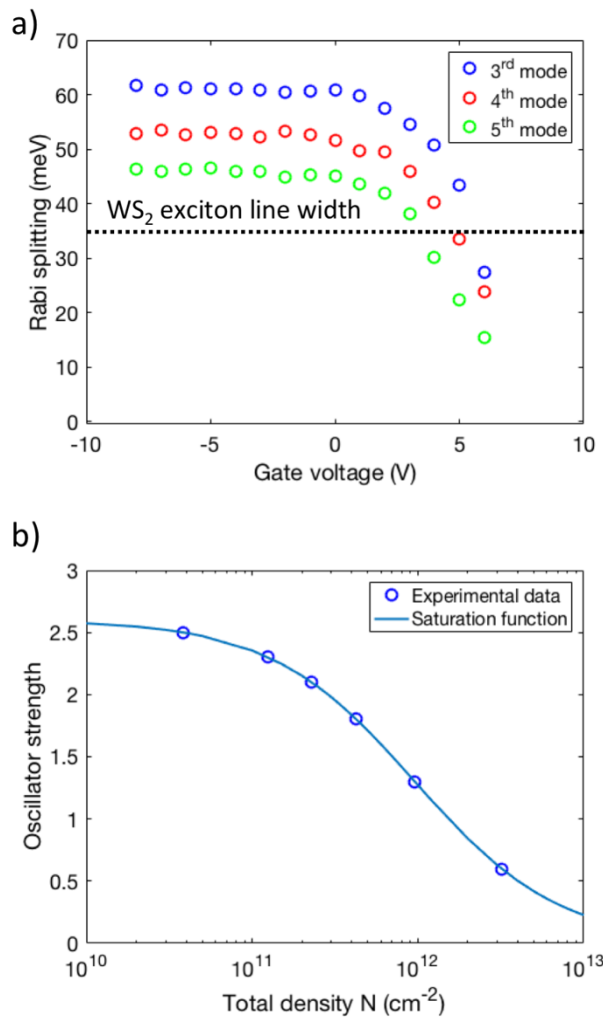 a)
70
60
50
40
30
20
10
0
Rabi splitting (meV)
3rd mode
4th mode
5th mode
WS2 exciton line width
-10 -5 0 5 10
Gate voltage (V)
b)
3
2.5
2
1.5
1
0.5
0
Oscillator strength
Experimental data
Saturation function
10^10 10^11 10^12 10^13
Total density N (cm^-2)